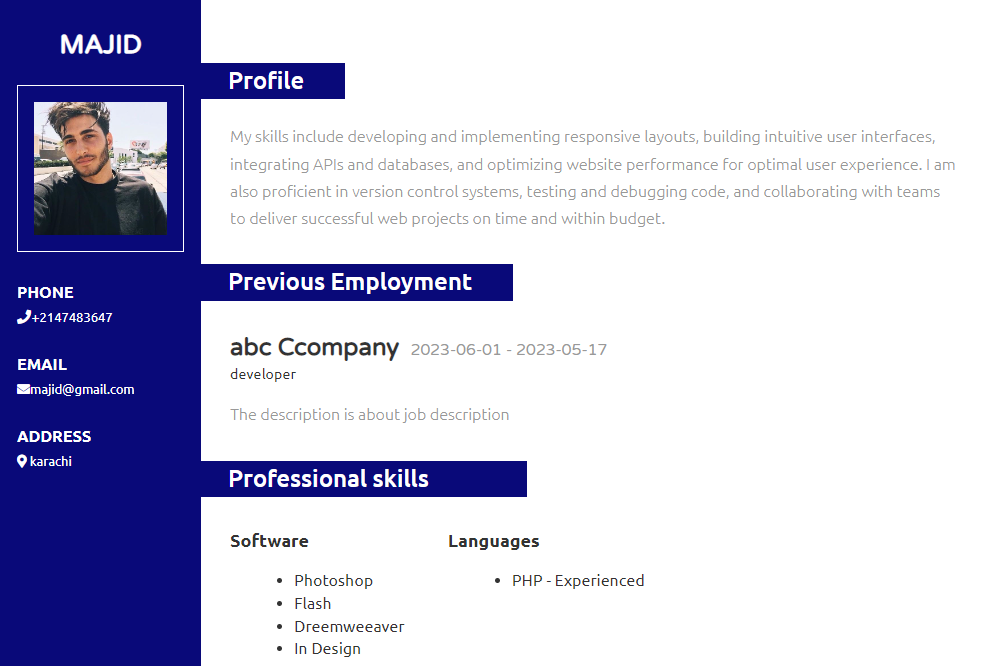 MAJID
PHONE
+2147483647
EMAIL
majid@gmail.com
ADDRESS
karachi
Profile
My skills include developing and implementing responsive layouts, building intuitive user interfaces,
integrating APIs and databases, and optimizing website performance for optimal user experience. I am
also proficient in version control systems, testing and debugging code, and collaborating with teams
to deliver successful web projects on time and within budget.
Previous Employment
abc Ccompany 2023-06-01 - 2023-05-17
developer
The description is about job description
Professional skills
Software
• Photoshop
• Flash
• Dreemweeaver
• In Design
Languages
• PHP - Experienced